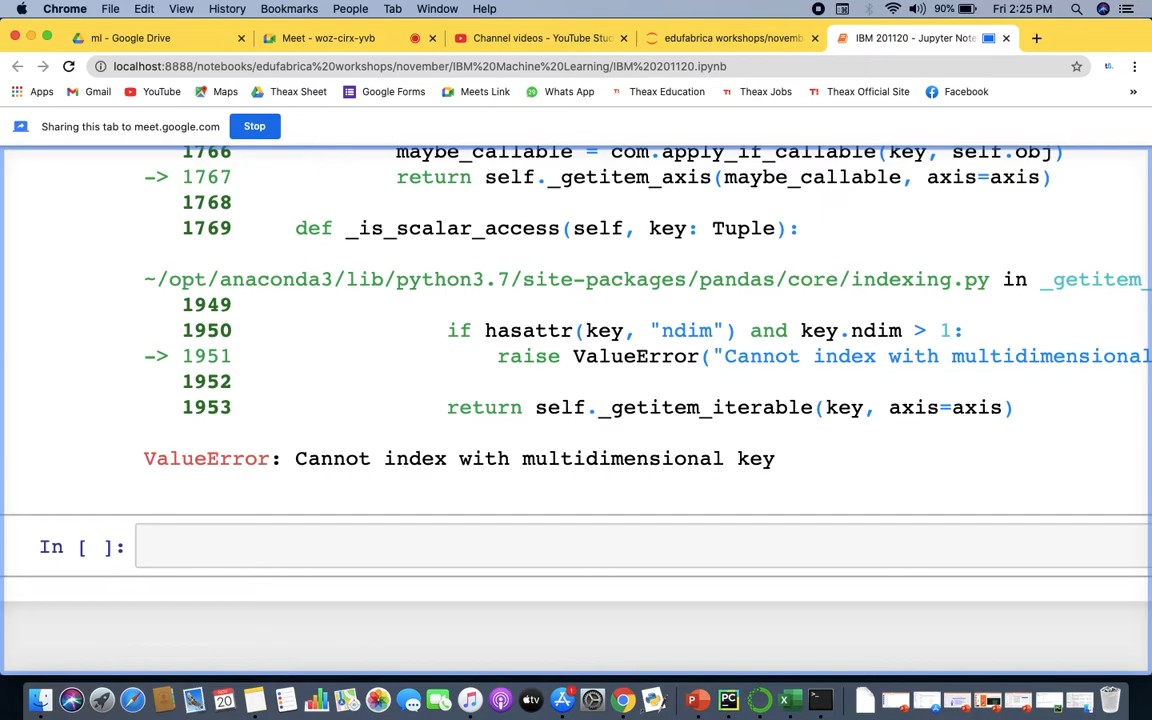 Chrome File Edit View History Bookmarks People Tab Window Help 90% Fri 2:25 PM
ml - Google Drive Meet - woz-cirx-yvb Channel videos - YouTube Stu edufabrica workshops/novemb IBM 201120 - Jupyter Note
localhost:8888/notebooks/edufabrica%20workshops/november/IBM%20Machine%20Learning/IBM%20201120.ipynb
Apps Gmail YouTube Maps Theax Sheet Google Forms Meets Link Whats App Theax Education Theax Jobs Theax Official Site Facebook »
Sharing this tab to meet.google.com Stop
1766 maybe_callable = com.apply_if_callable(key, self.obj)
-> 1767 return self._getitem_axis(maybe_callable, axis=axis)
1768
1769 def _is_scalar_access(self, key: Tuple):
~/opt/anaconda3/lib/python3.7/site-packages/pandas/core/indexing.py in _getitem_
1949
1950 if hasattr(key, "ndim") and key.ndim > 1:
-> 1951 raise ValueError("Cannot index with multidimensional
1952
1953 return self._getitem_iterable(key, axis=axis)
ValueError: Cannot index with multidimensional key
In [ ]: